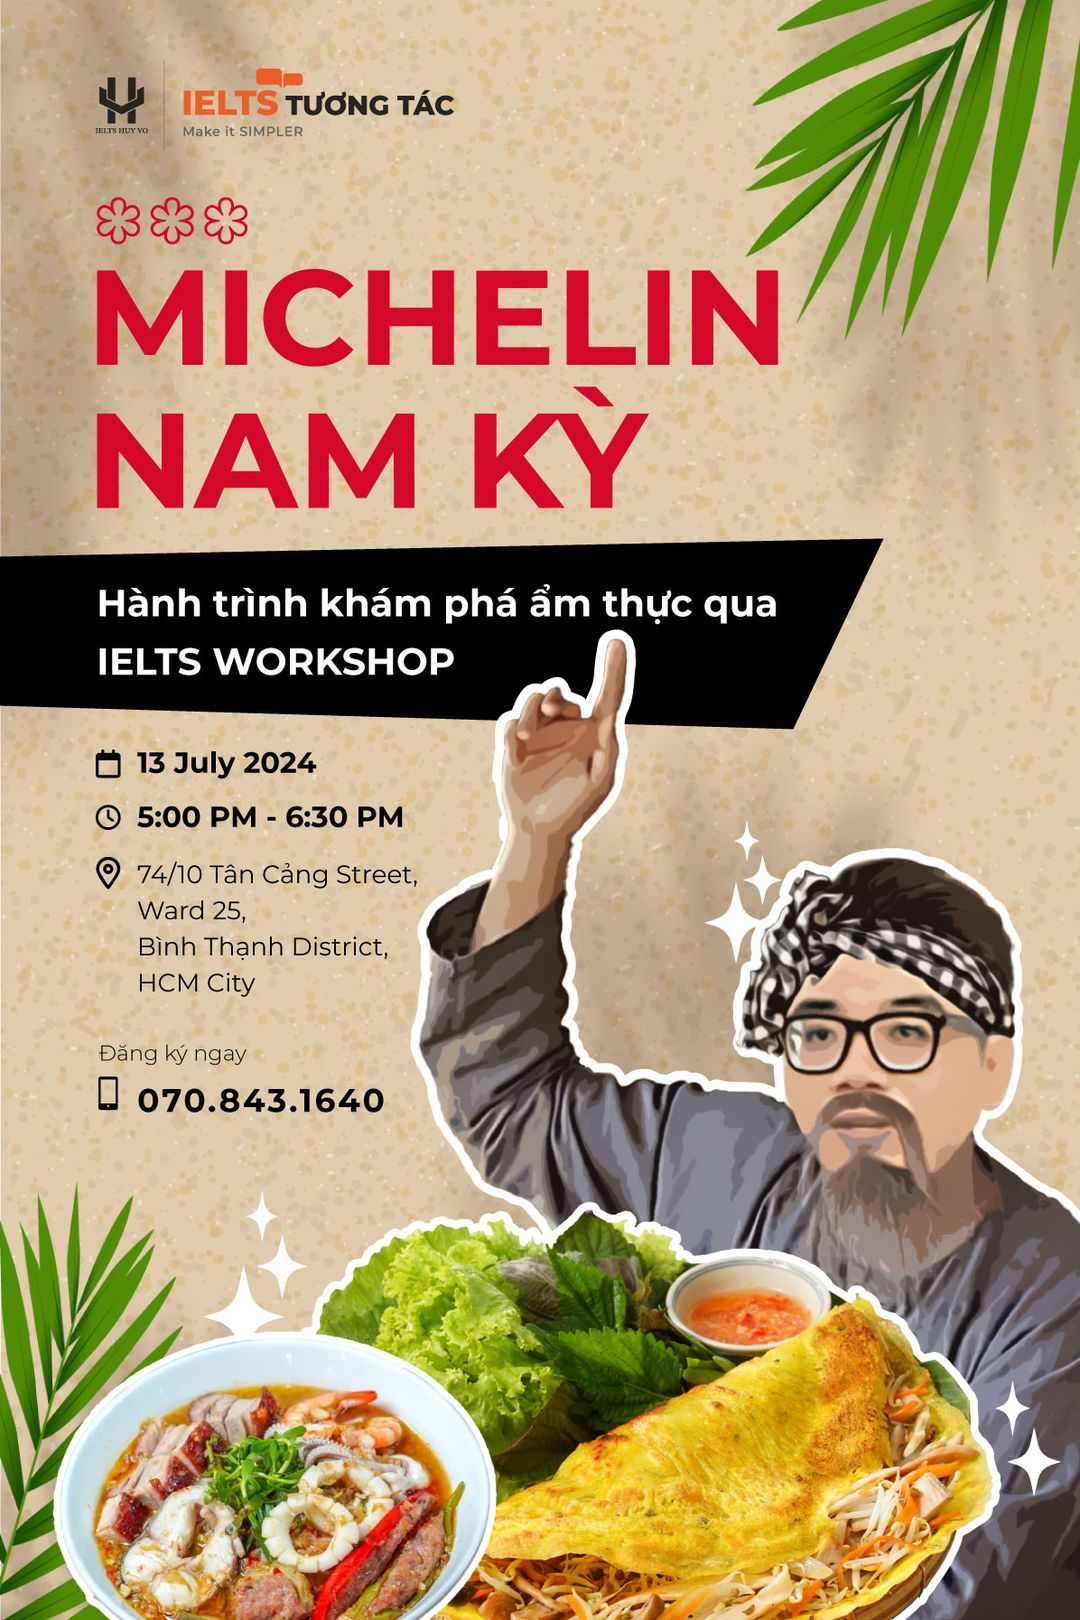 IELTS HUY VO
IELTS TƯƠNG TÁC
Make it SIMPLER
MICHELIN
NAM KỲ
Hành trình khám phá ẩm thực qua
IELTS WORKSHOP
13 July 2024
5:00 PM - 6:30 PM
74/10 Tân Cảng Street,
Ward 25,
Bình Thạnh District,
HCM City
Đăng ký ngay
070.843.1640